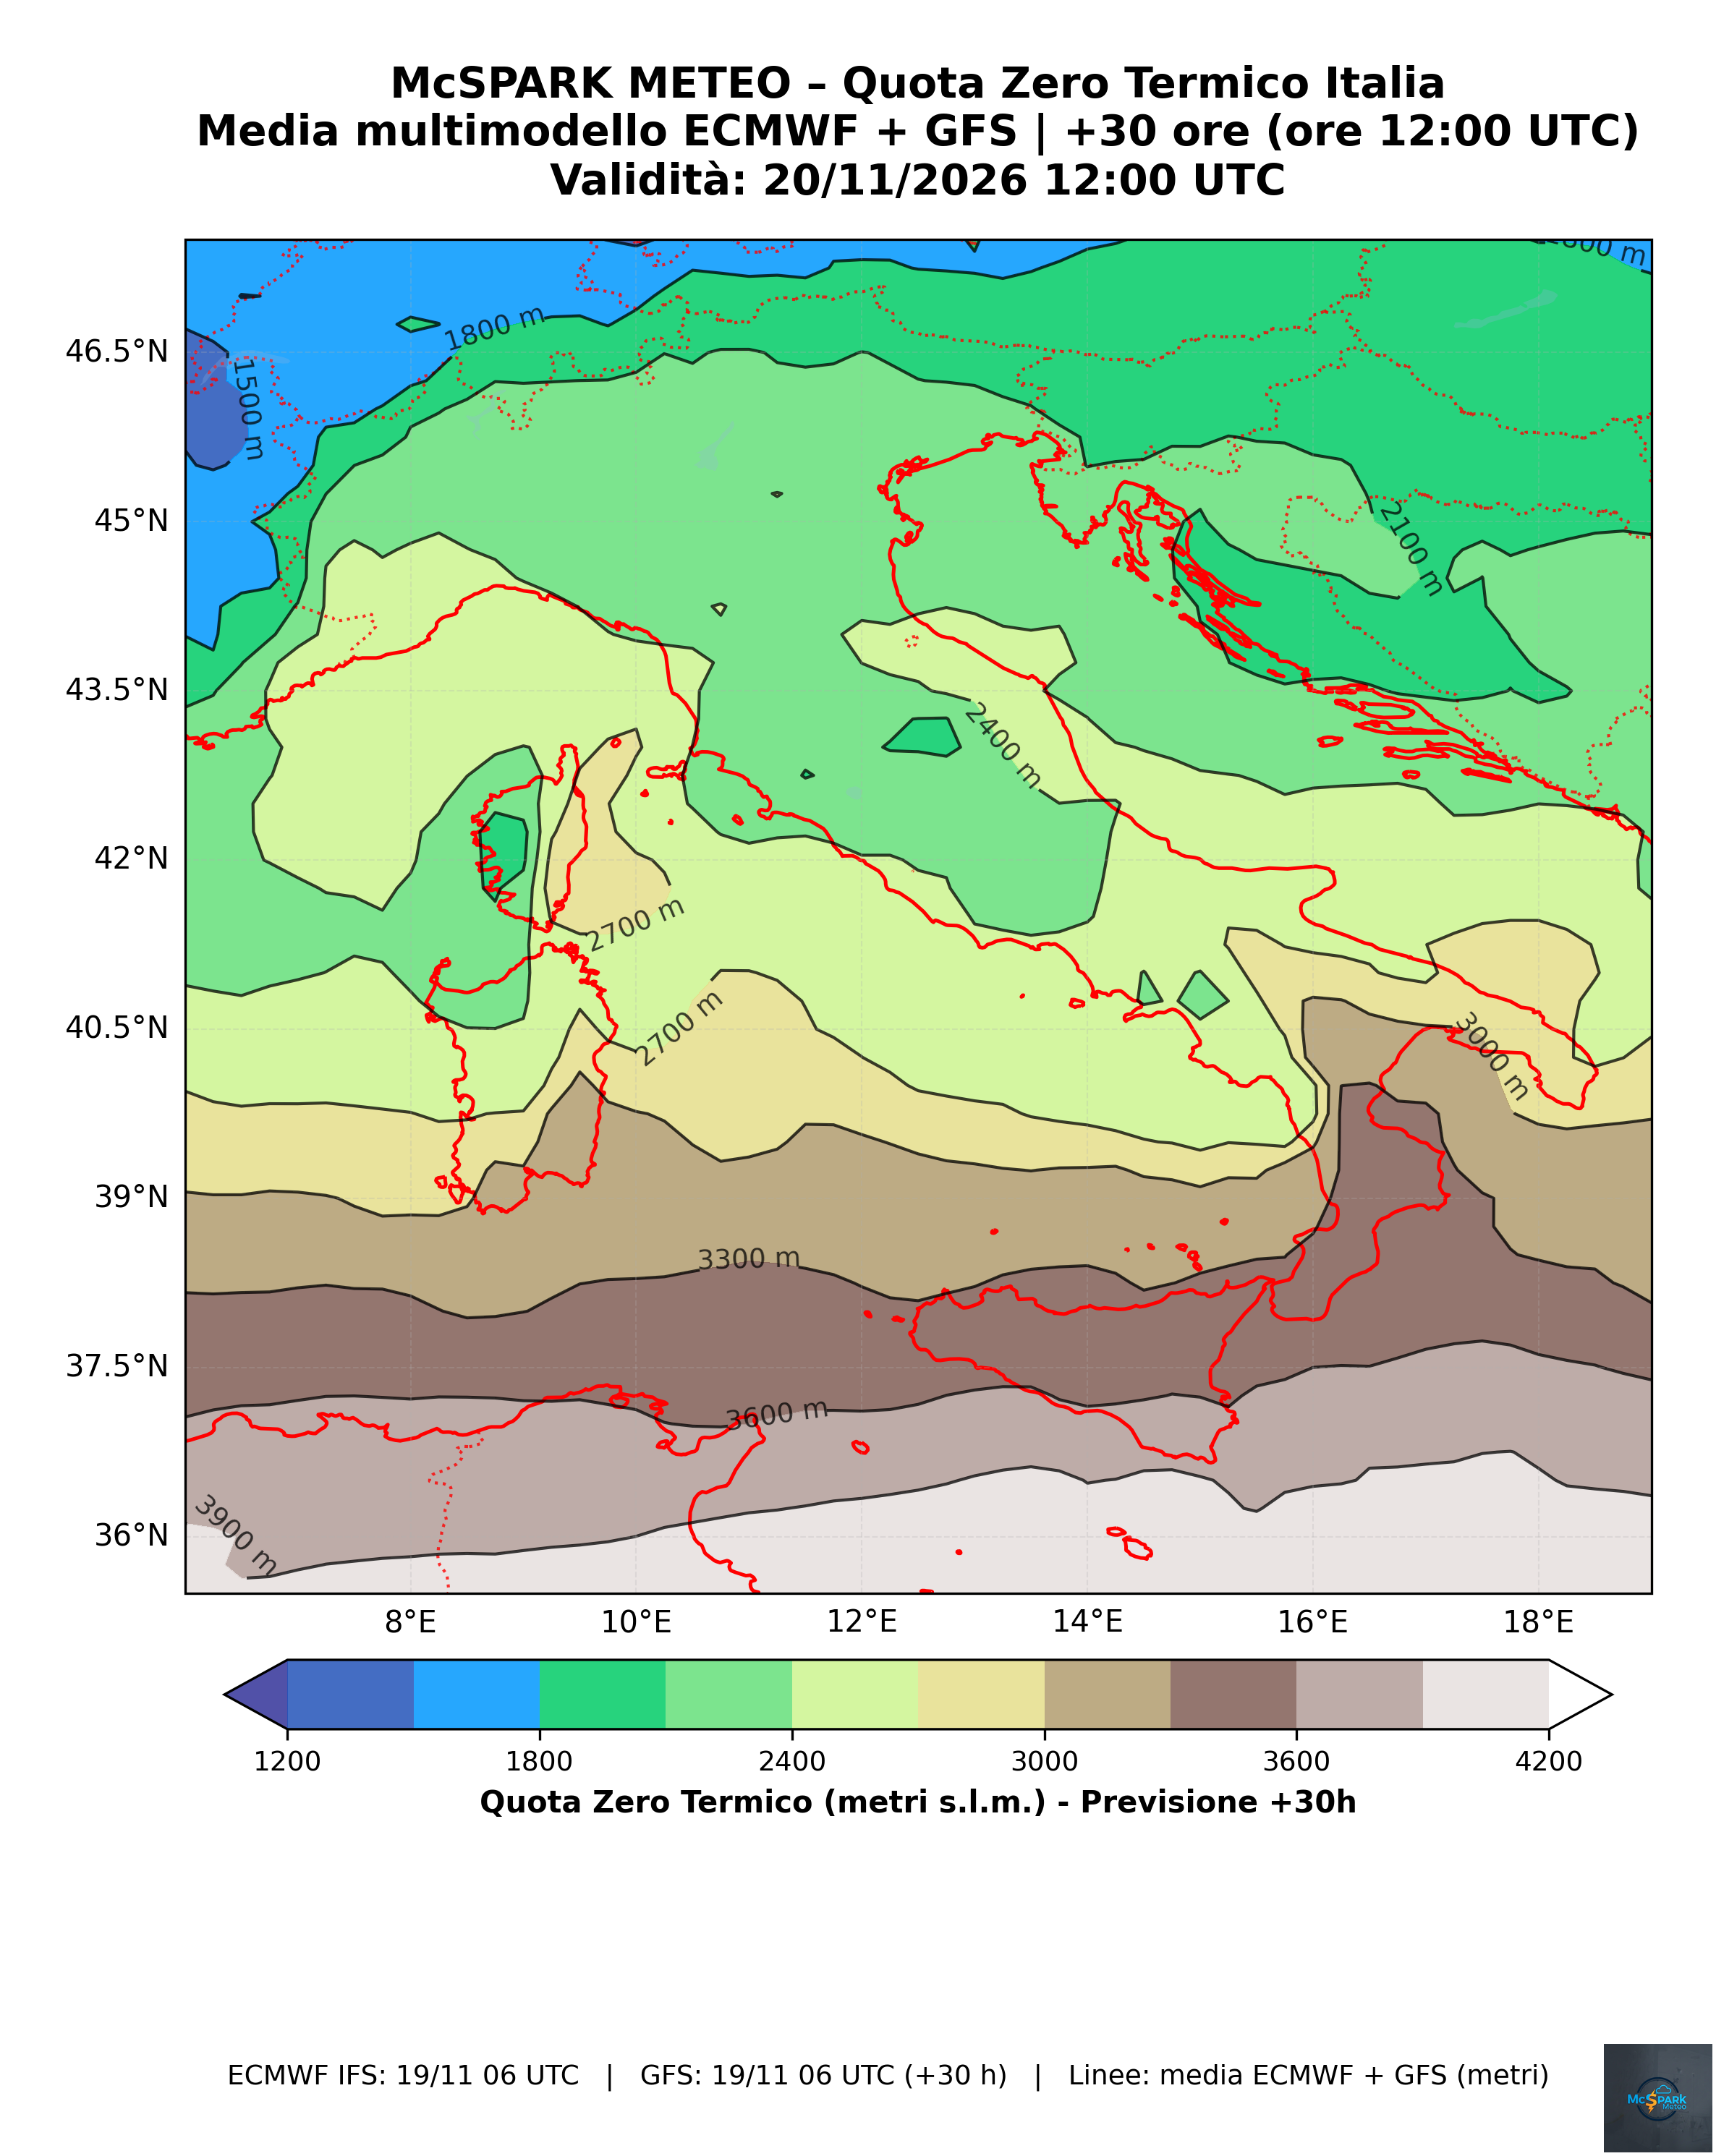 McSPARK METEO – Quota Zero Termico Italia
Media multimodello ECMWF + GFS | +30 ore (ore 12:00 UTC)
Validità: 20/11/2026 12:00 UTC
1800 m
1800 m
46.5°N
1500 m
45°N
2100 m
43.5°N
2400 m
42°N
2700 m
2700 m
40.5°N
3000 m
39°N
3300 m
37.5°N
3600 m
3900 m
36°N
8°E 10°E 12°E 14°E 16°E 18°E
1200 1800 2400 3000 3600 4200
Quota Zero Termico (metri s.l.m.) - Previsione +30h
ECMWF IFS: 19/11 06 UTC | GFS: 19/11 06 UTC (+30 h) | Linee: media ECMWF + GFS (metri)
McSPARK
Meteo